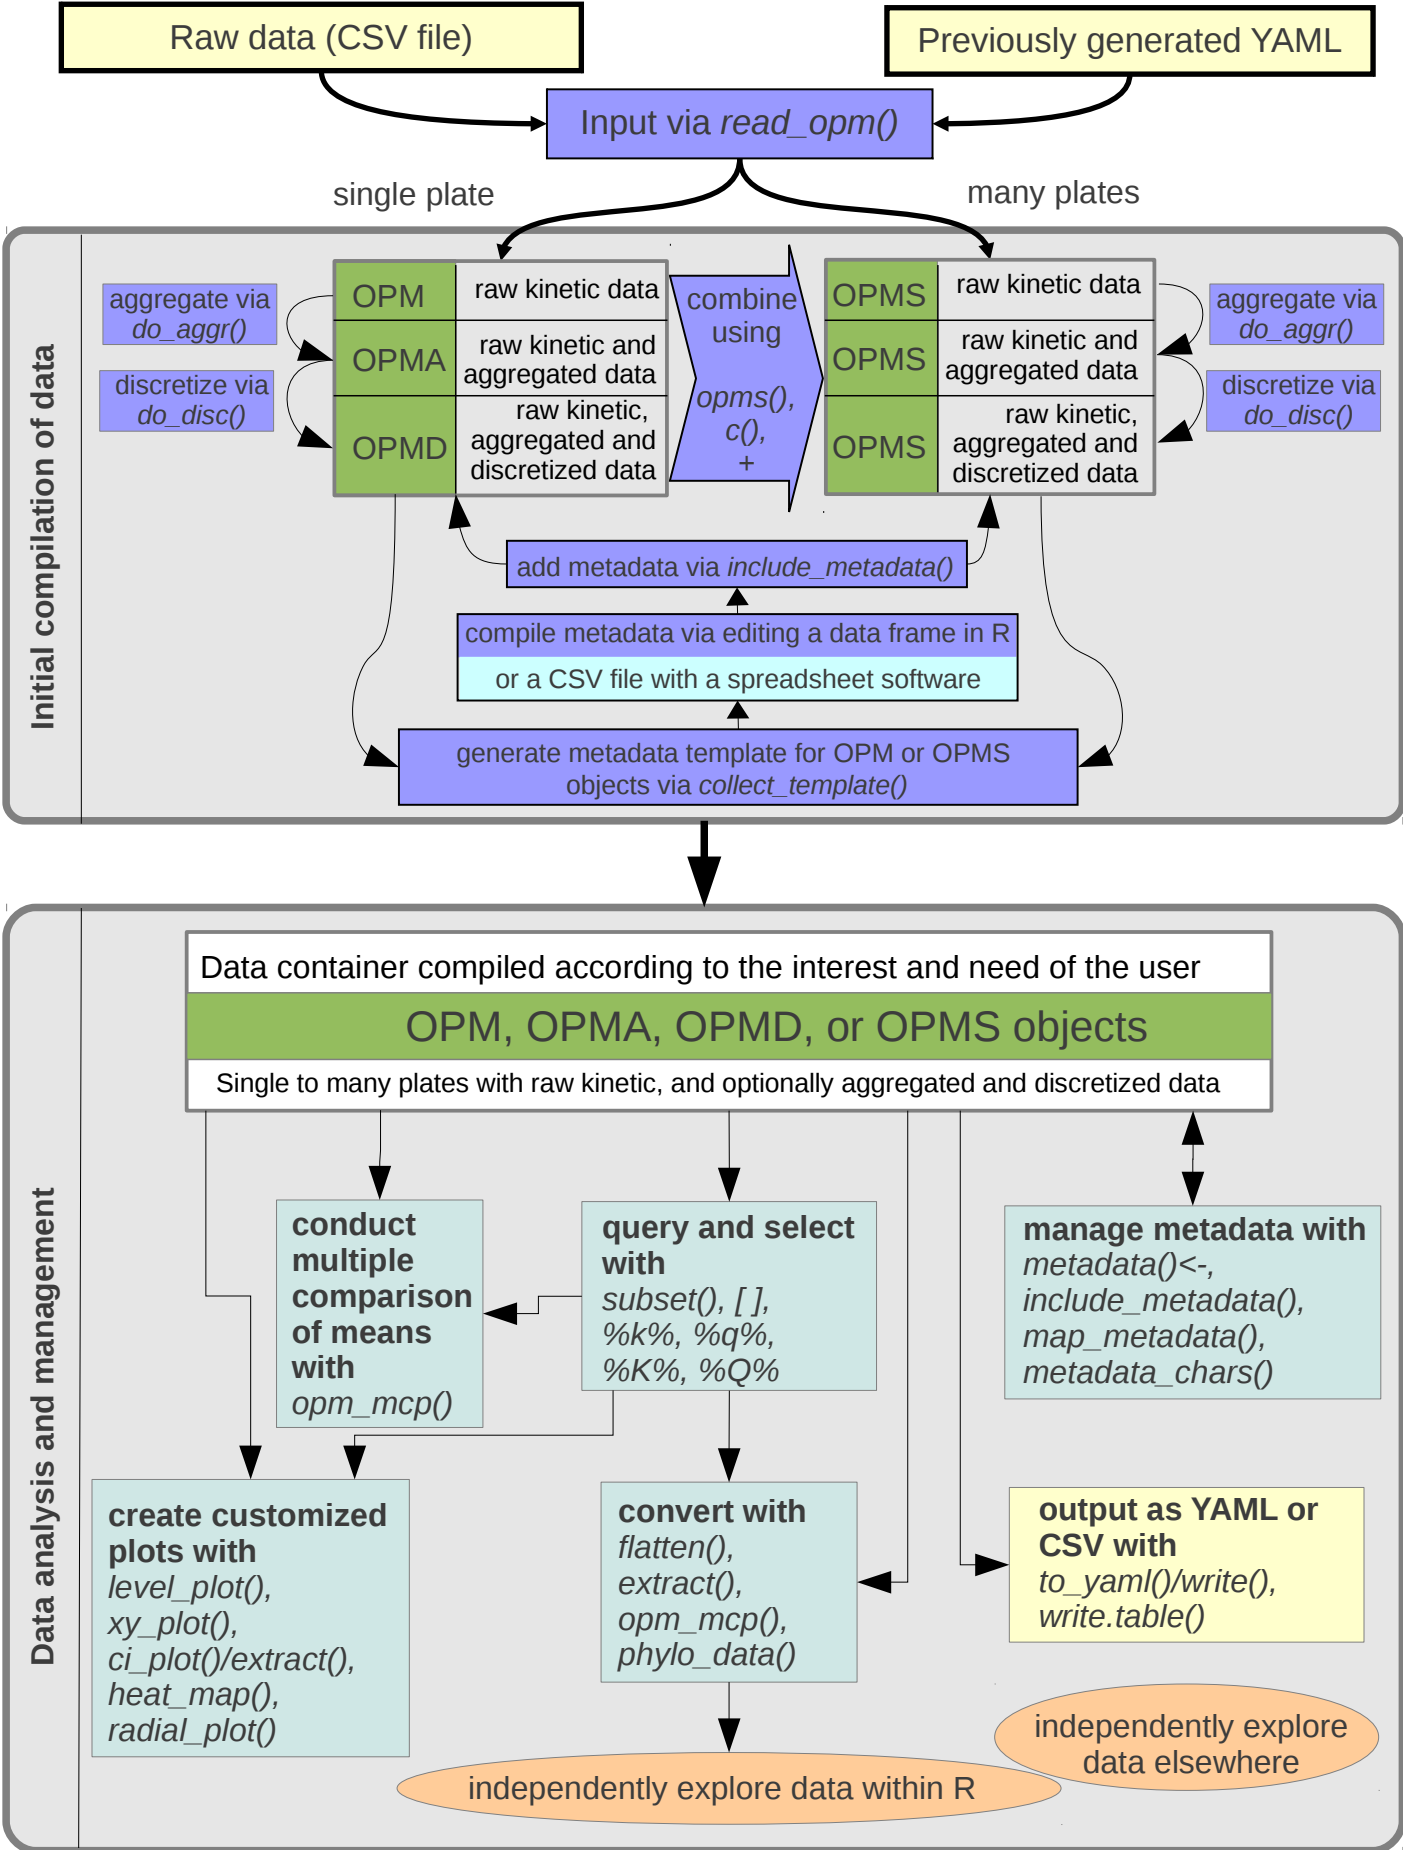 Raw data (CSV file)
Previously generated YAML
Input via read_opm()
single plate
many plates
Initial compilation of data
aggregate via
do_aggr()
discretize via
do_disc()
OPM
raw kinetic data
OPMA
raw kinetic and
aggregated data
OPMD
raw kinetic,
aggregated and
discretized data
combine
using
opms(),
c(),
+
OPMS
raw kinetic data
OPMS
raw kinetic and
aggregated data
OPMS
raw kinetic,
aggregated and
discretized data
aggregate via
do_aggr()
discretize via
do_disc()
add metadata via include_metadata()
compile metadata via editing a data frame in R
or a CSV file with a spreadsheet software
generate metadata template for OPM or OPMS
objects via collect_template()
Data analysis and management
Data container compiled according to the interest and need of the user
OPM, OPMA, OPMD, or OPMS objects
Single to many plates with raw kinetic, and optionally aggregated and discretized data
conduct
multiple
comparison
of means
with
opm_mcp()
query and select
with
subset(), [ ],
%k%, %q%,
%K%, %Q%
manage metadata with
metadata()<-,
include_metadata(),
map_metadata(),
metadata_chars()
create customized
plots with
level_plot(),
xy_plot(),
ci_plot()/extract(),
heat_map(),
radial_plot()
convert with
flatten(),
extract(),
opm_mcp(),
phylo_data()
output as YAML or
CSV with
to_yaml()/write(),
write.table()
independently explore
data elsewhere
independently explore data within R